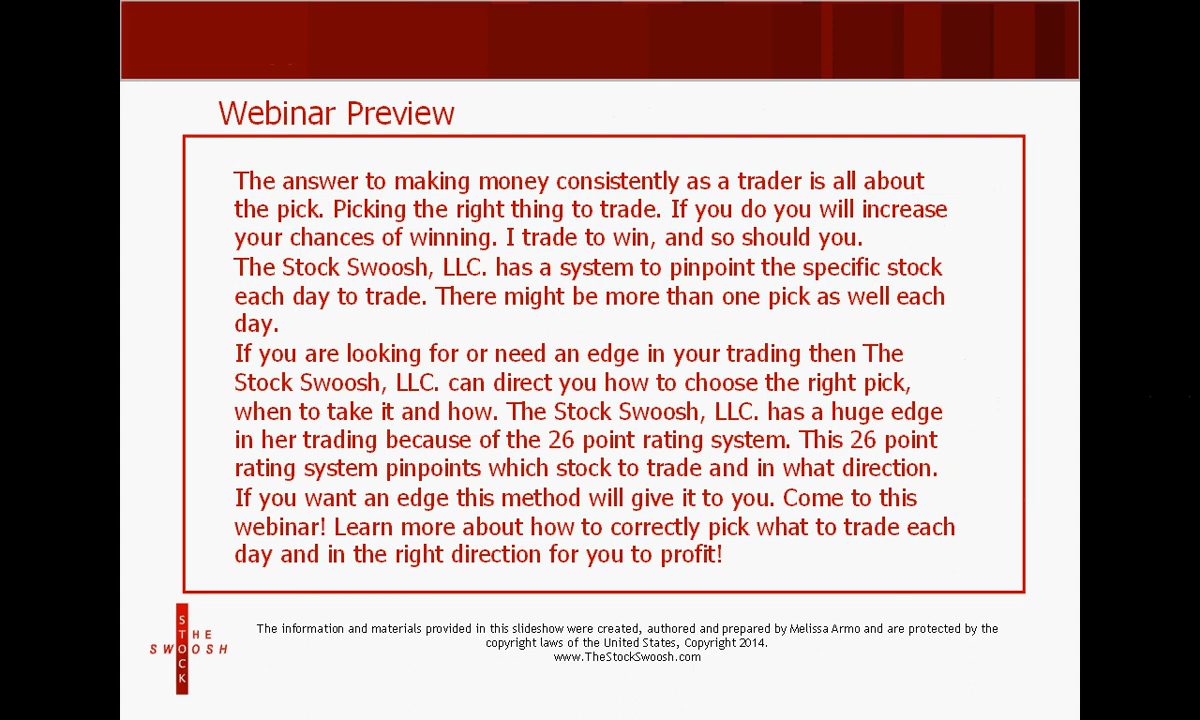 Webinar Preview
The answer to making money consistently as a trader is all about
the pick. Picking the right thing to trade. If you do you will increase
your chances of winning. I trade to win, and so should you.
The Stock Swoosh, LLC. has a system to pinpoint the specific stock
each day to trade. There might be more than one pick as well each
day.
If you are looking for or need an edge in your trading then The
Stock Swoosh, LLC. can direct you how to choose the right pick,
when to take it and how. The Stock Swoosh, LLC. has a huge edge
in her trading because of the 26 point rating system. This 26 point
rating system pinpoints which stock to trade and in what direction.
If you want an edge this method will give it to you. Come to this
webinar! Learn more about how to correctly pick what to trade each
day and in the right direction for you to profit!
THE
STOCK
SWOOSH
The information and materials provided in this slideshow were created, authored and prepared by Melissa Armo and are protected by the
copyright laws of the United States, Copyright 2014.
www.TheStockSwoosh.com